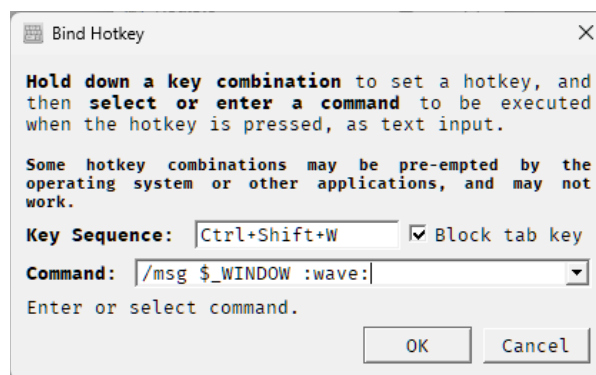 Bind Hotkey
Hold down a key combination to set a hotkey, and
then select or enter a command to be executed
when the hotkey is pressed, as text input.
Some hotkey combinations may be pre-empted by the
operating system or other applications, and may not
work.
Key Sequence: Ctrl+Shift+W Block tab key
Command: /msg $_WINDOW :wave:
Enter or select command.
OK Cancel